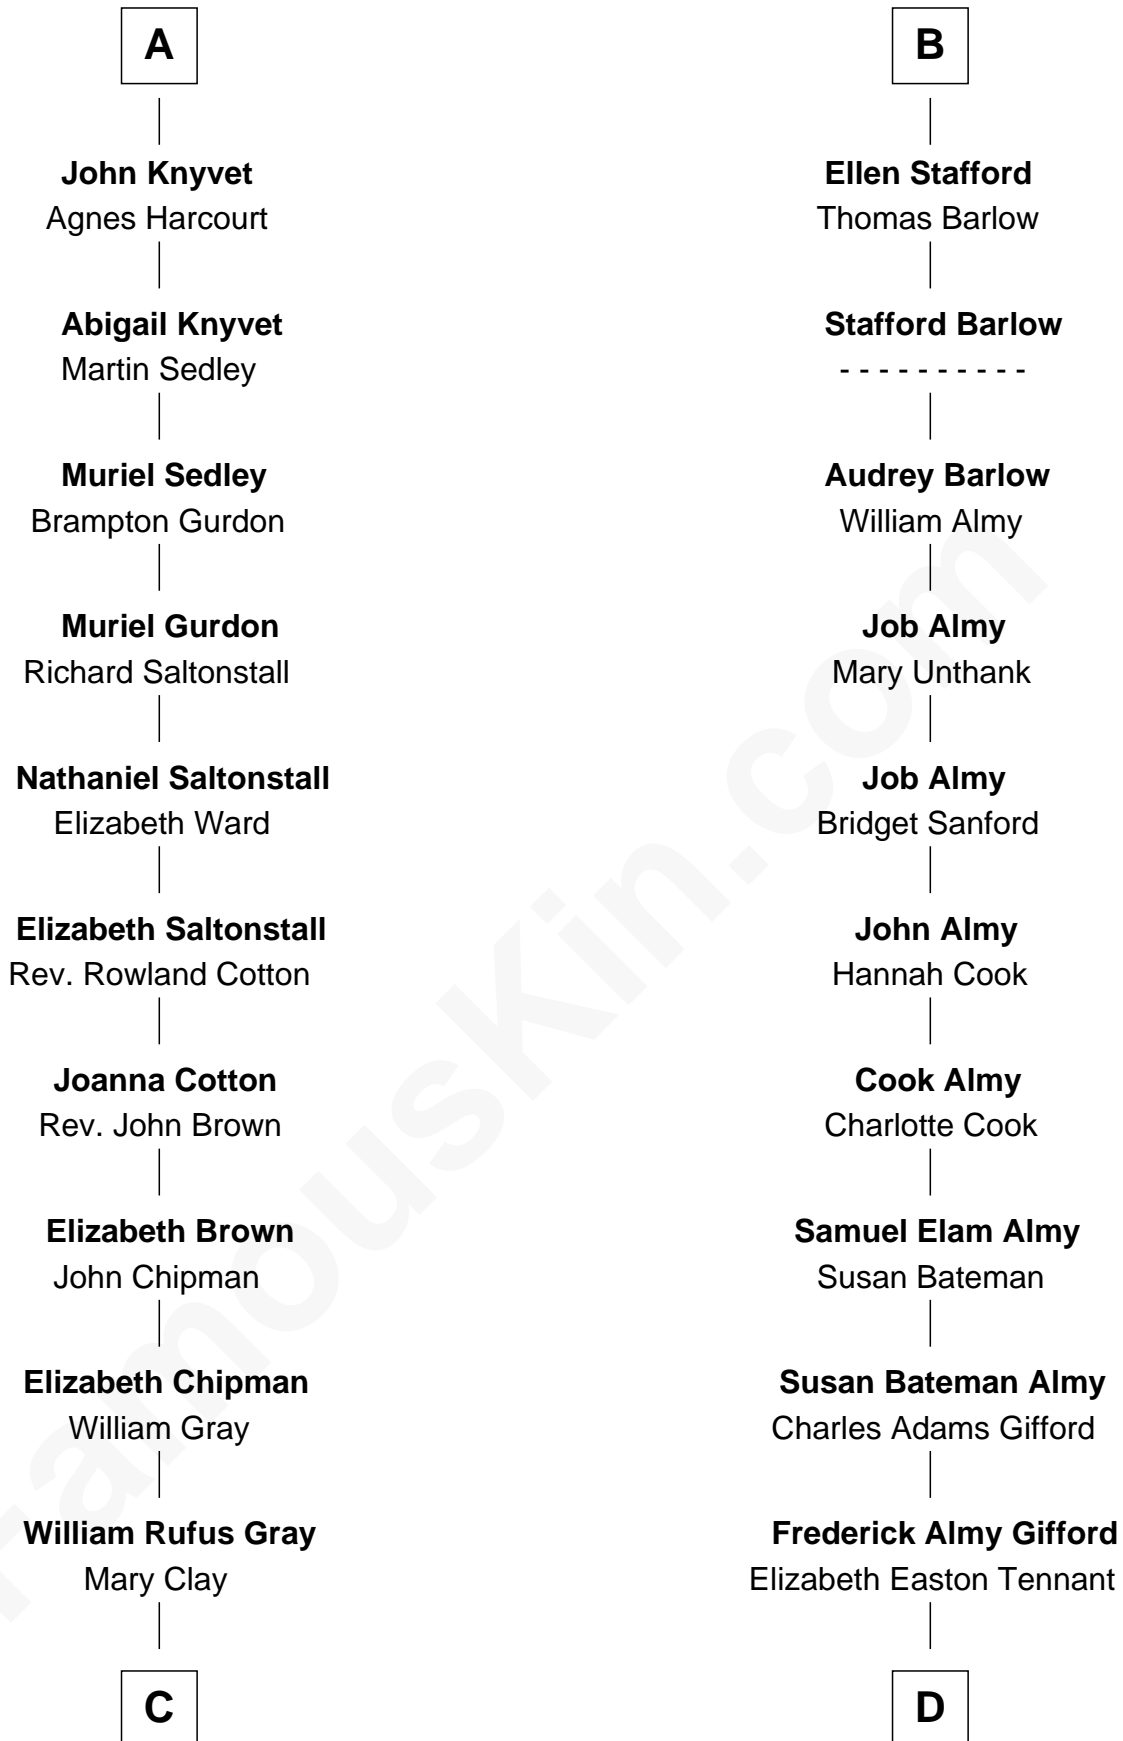 A
John Knyvet
Agnes Harcourt
Abigail Knyvet
Martin Sedley
Muriel Sedley
Brampton Gurdon
Muriel Gurdon
Richard Saltonstall
Nathaniel Saltonstall
Elizabeth Ward
Elizabeth Saltonstall
Rev. Rowland Cotton
Joanna Cotton
Rev. John Brown
Elizabeth Brown
John Chipman
Elizabeth Chipman
William Gray
William Rufus Gray
Mary Clay
C
B
Ellen Stafford
Thomas Barlow
Stafford Barlow
- - - - - - - - - -
Audrey Barlow
William Almy
Job Almy
Mary Unthank
Job Almy
Bridget Sanford
John Almy
Hannah Cook
Cook Almy
Charlotte Cook
Samuel Elam Almy
Susan Bateman
Susan Bateman Almy
Charles Adams Gifford
Frederick Almy Gifford
Elizabeth Easton Tennant
D
FamousKin.com